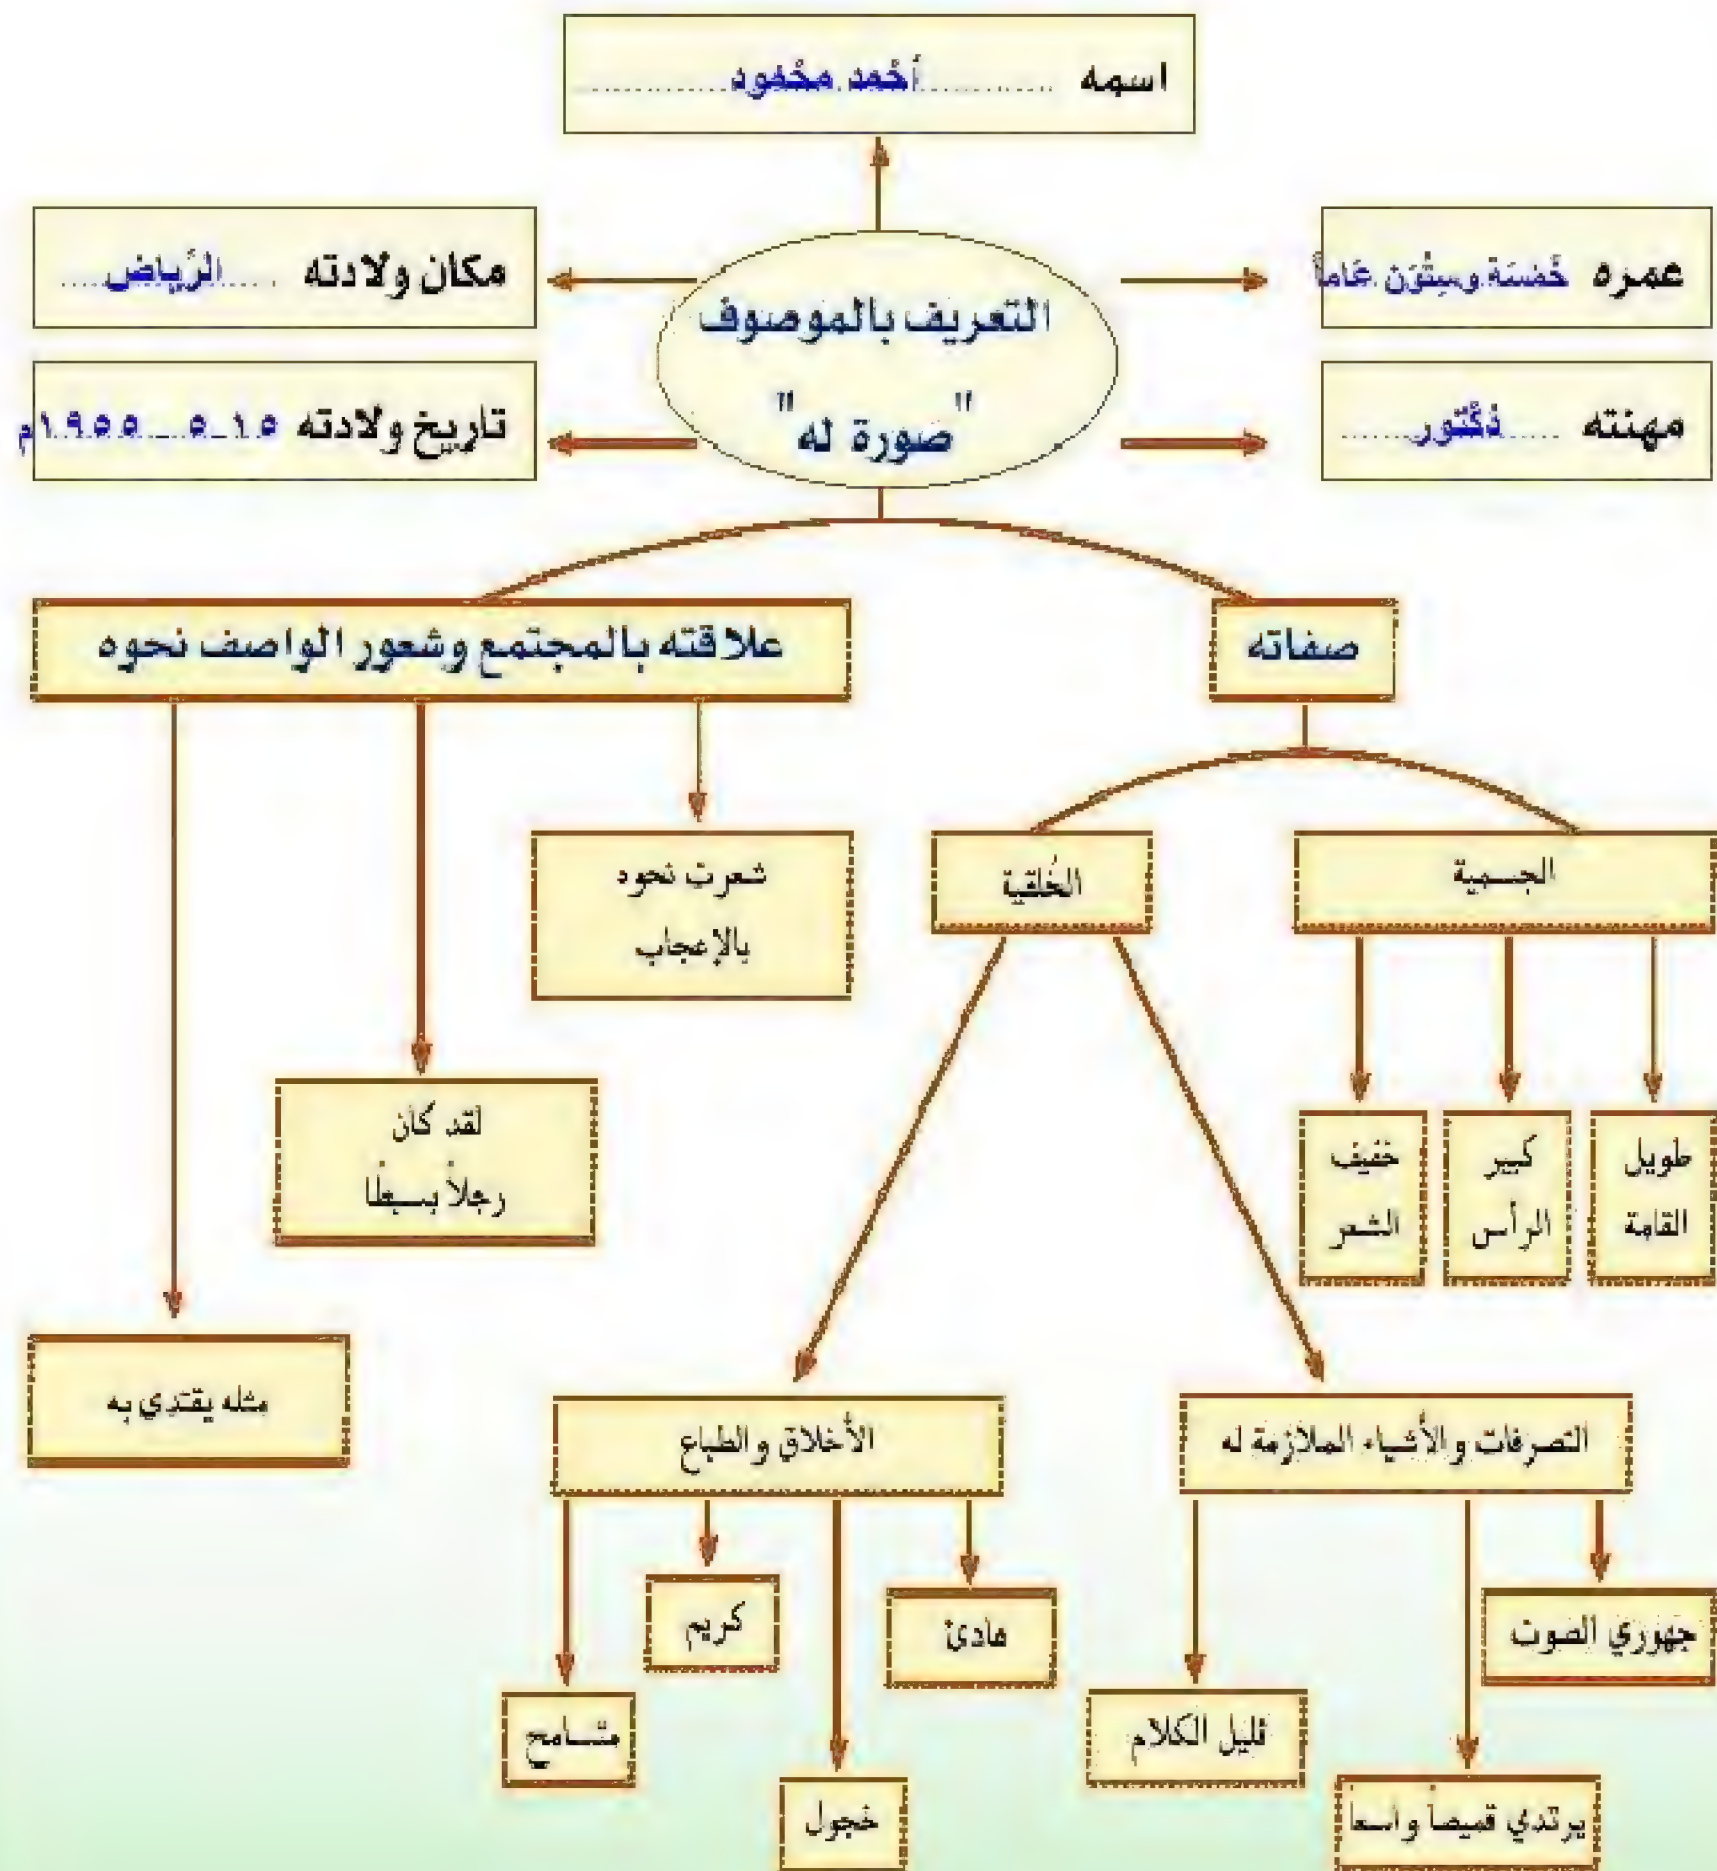 اسمه أحمد محمود
عمره خمسة وستون عاماً
مكان ولادته الرياض
التعريف بالموصوف
"صورة له"
مهنته دكتور
تاريخ ولادته ١٥-٥-١٩٥٥م
صفاته
علاقته بالمجتمع وشعور الواصف نحوه
الجسمية
الخُلقية
شعرت نحوه
بالإعجاب
طويل
القامة
كبير
الرأس
خفيف
الشعر
لقد كان
رجلاً بسيطًا
مثله يقتدي به
التصرفات والأشياء الملازمة له
الأخلاق والطباع
جهوري الصوت
يرتدي قميصاً واسعاً
قليل الكلام
هادئ
خجول
كريم
متسامح